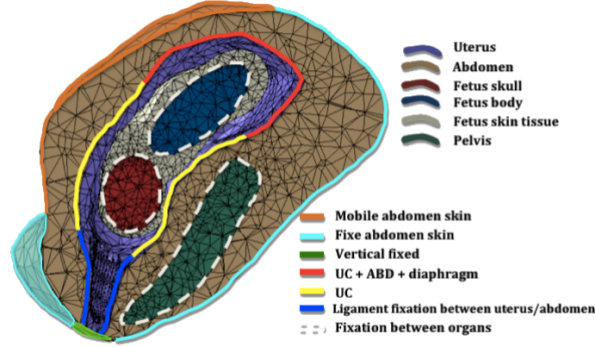 Uterus
Abdomen
Fetus skull
Fetus body
Fetus skin tissue
Pelvis
Mobile abdomen skin
Fixe abdomen skin
Vertical fixed
UC + ABD + diaphragm
UC
Ligament fixation between uterus/abdomen
Fixation between organs